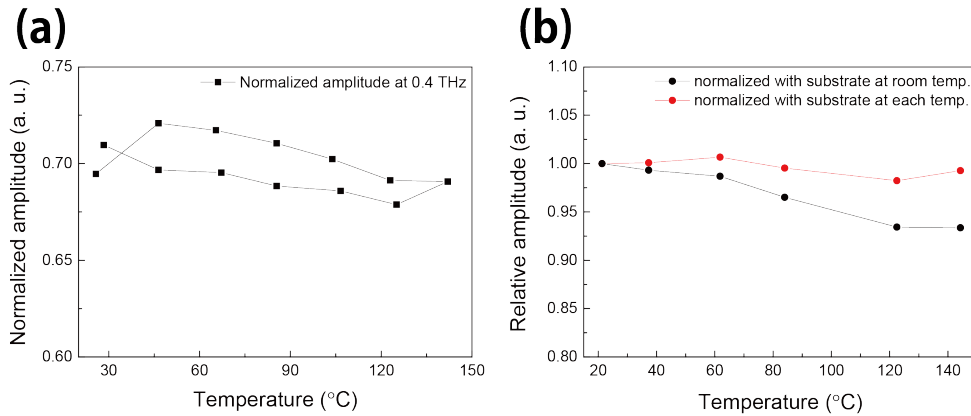 (a)
(b)
0.75
0.70
0.65
0.60
Normalized amplitude (a. u.)
Normalized amplitude at 0.4 THz
30
60
90
120
150
Temperature (°C)
1.10
1.05
1.00
0.95
0.90
0.85
0.80
Relative amplitude (a. u.)
normalized with substrate at room temp.
normalized with substrate at each temp.
20
40
60
80
100
120
140
Temperature (°C)